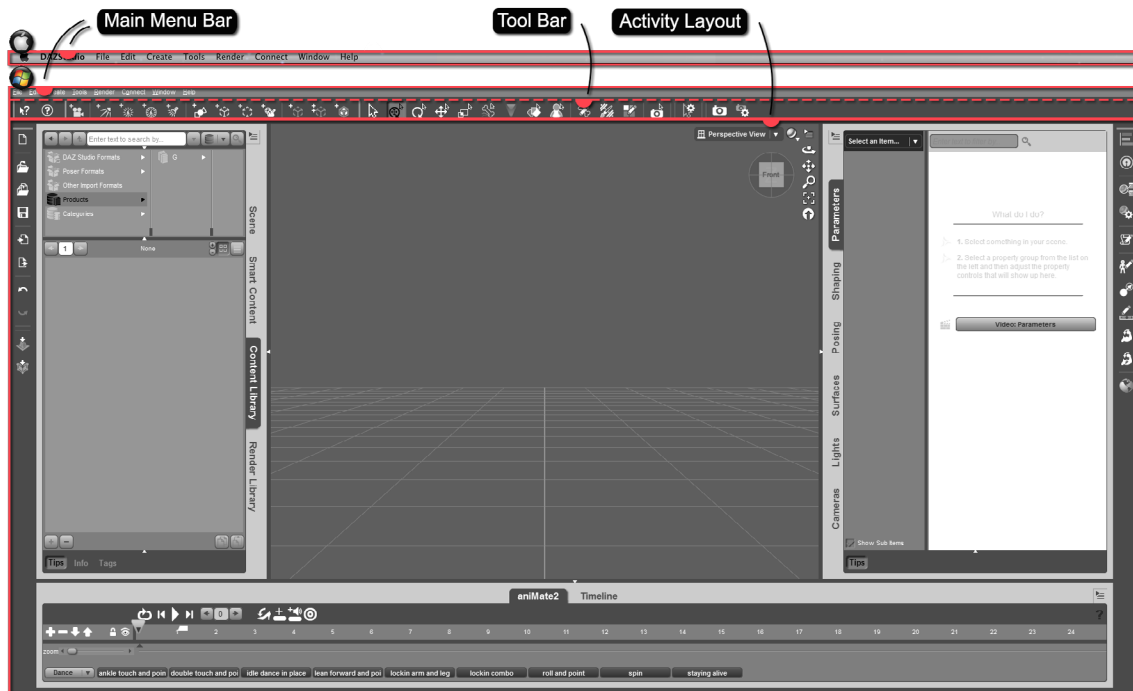 Main Menu Bar
Tool Bar
Activity Layout
DAZStudio File Edit Create Tools Render Connect Window Help
Tools Render Connect Window Help
Enter text to search by...
DAZ Studio Formats
Poser Formats
Other Import Formats
Products
Categories
G
1
None
Tips Info Tags
Scene
Smart Content
Content Library
Render Library
Perspective View
Front
Parameters
Shaping
Posing
Surfaces
Lights
Cameras
Select an Item...
Show Sub Items
Tips
What do I do?
1. Select something in your scene.
2. Select a property group from the list on
the left and then adjust the property
controls that will show up here.
Video: Parameters
aniMate2 Timeline
0
?
2 3 4 5 6 7 8 9 10 11 12 13 14 15 16 17 18 19 20 21 22 23 24
zoom
Dance ankle touch and poin double touch and poi idle dance in place lean forward and poi lockin arm and leg lockin combo roll and point spin staying alive